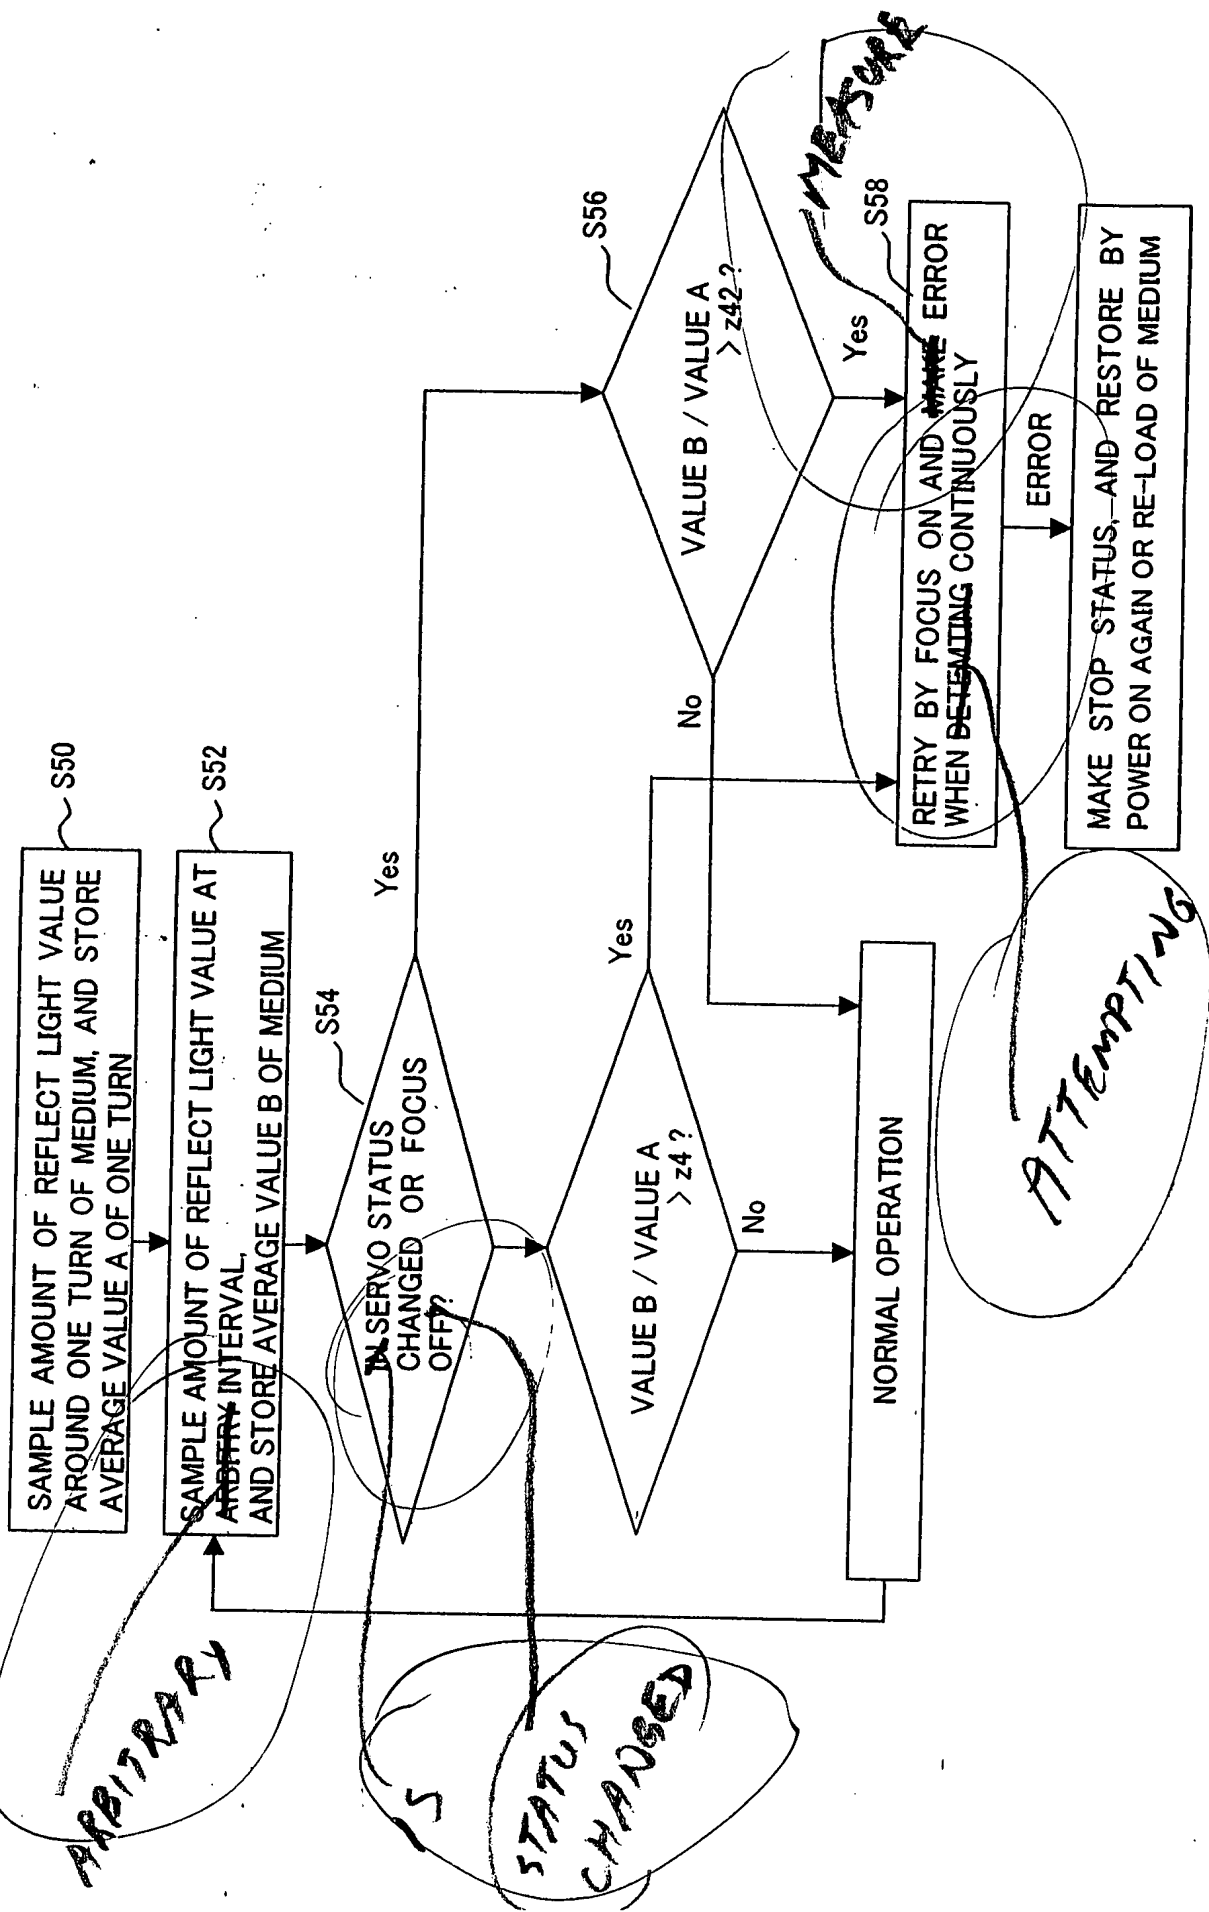 SAMPLE AMOUNT OF REFLECT LIGHT VALUE
AROUND ONE TURN OF MEDIUM, AND STORE
AVERAGE VALUE A OF ONE TURN
S50
SAMPLE AMOUNT OF REFLECT LIGHT VALUE AT
ARBITRY INTERVAL,
AND STORE AVERAGE VALUE B OF MEDIUM
S52
ARBITRARY
IN SERVO STATUS
CHANGED OR FOCUS
OFF?
S54
Yes
IS
STATUS
CHANGED
VALUE B / VALUE A
> z4 ?
Yes
No
VALUE B / VALUE A
> z42 ?
S56
Yes
No
NORMAL OPERATION
RETRY BY FOCUS ON AND MAKE ERROR
WHEN CONTINUOUSLY
S58
MEASURE
ATTEMPTING
ERROR
MAKE STOP STATUS, AND RESTORE BY
POWER ON AGAIN OR RE-LOAD OF MEDIUM